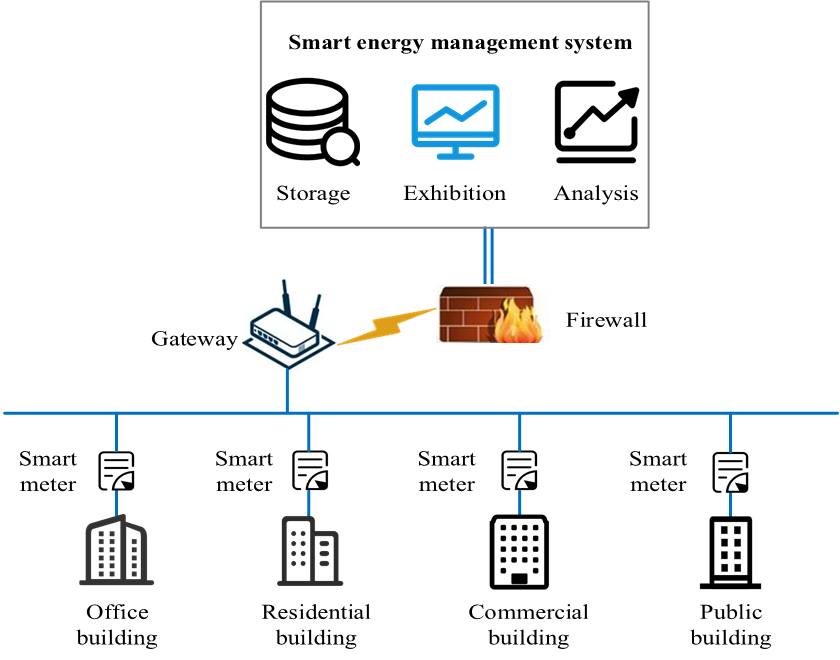 Smart energy management system
Storage
Exhibition
Analysis
Firewall
Gateway
Smart
meter
Smart
meter
Smart
meter
Smart
meter
Office
building
Residential
building
Commercial
building
Public
building